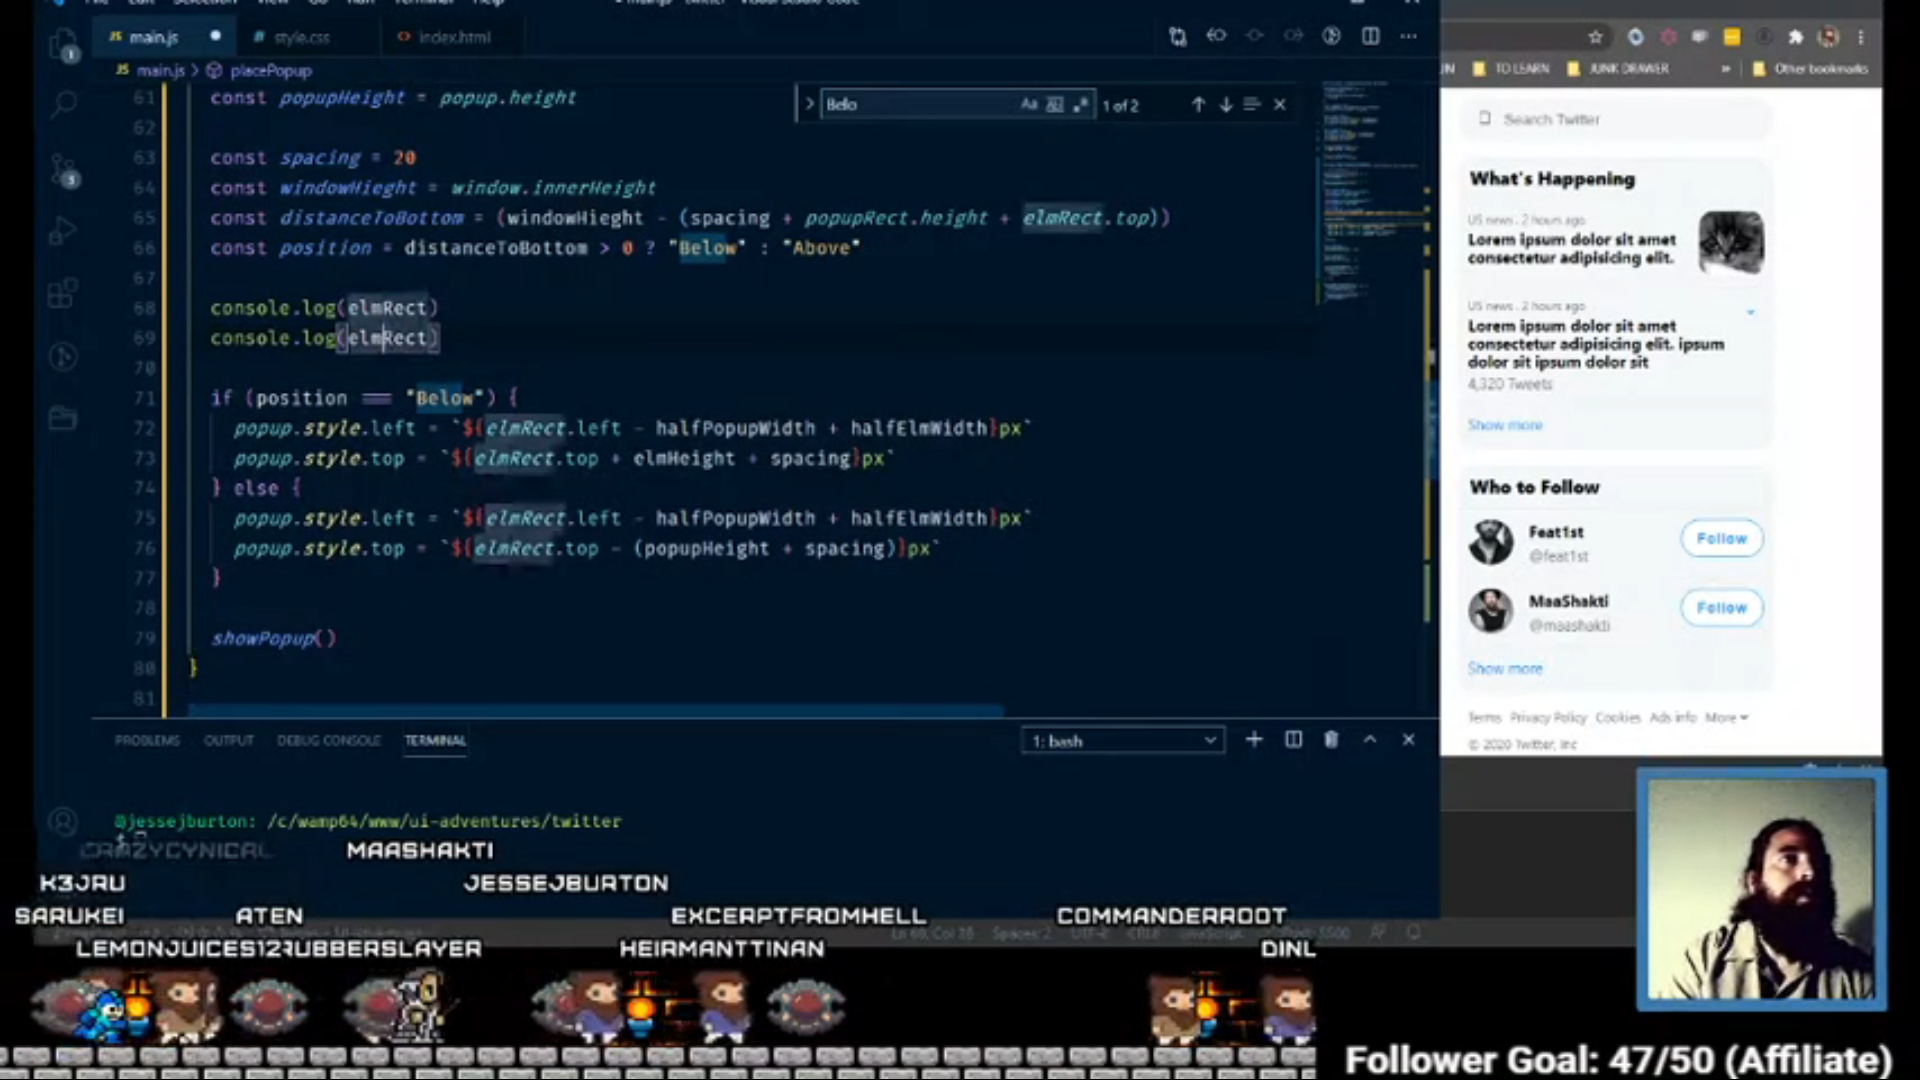 main.js
style.css
index.html
main.js > placePopup
61 const popupHeight = popup.height
Belo
1 of 2
62
63 const spacing = 20
64 const windowHieght = window.innerHeight
65 const distanceToBottom = (windowHieght - (spacing + popupRect.height + elmRect.top))
66 const position = distanceToBottom > 0 ? "Below" : "Above"
67
68 console.log(elmRect)
69 console.log(elmRect)
70
71 if (position === "Below") {
72 popup.style.left = `${elmRect.left - halfPopupWidth + halfElmWidth}px`
73 popup.style.top = `${elmRect.top + elmHeight + spacing}px`
74 } else {
75 popup.style.left = `${elmRect.left - halfPopupWidth + halfElmWidth}px`
76 popup.style.top = `${elmRect.top - (popupHeight + spacing)}px`
77 }
78
79 showPopup()
80 }
81
PROBLEMS OUTPUT DEBUG CONSOLE TERMINAL
1: bash
@jessejburton: /c/wamp64/www/ui-adventures/twitter
$
TO LEARN
JUNK DRAWER
Other bookmarks
Search Twitter
What's Happening
US news . 2 hours ago
Lorem ipsum dolor sit amet
consectetur adipisicing elit.
US news . 2 hours ago
Lorem ipsum dolor sit amet
consectetur adipisicing elit. ipsum
dolor sit ipsum dolor sit
4,320 Tweets
Show more
Who to Follow
Feat1st
@feat1st
Follow
MaaShakti
@maashakti
Follow
Show more
Terms Privacy Policy Cookies Ads info More
© 2020 Twitter, Inc
CRAZYCYNICAL
MAASHAKTI
K3JRU
JESSEJBURTON
SARUKEI
ATEN
EXCERPTFROMHELL
COMMANDERROOT
HEIRMANTTINAN
DINL
Follower Goal: 47/50 (Affiliate)